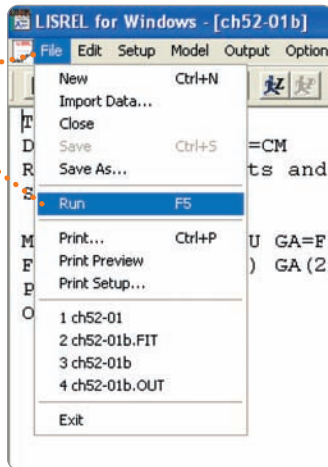 LISREL for Windows - [ch52-01b]
File Edit Setup Model Output Option
New Ctrl+N
Import Data...
Close
Save Ctrl+S
Save As...
Run F5
Print... Ctrl+P
Print Preview
Print Setup...
1 ch52-01
2 ch52-01b.FIT
3 ch52-01b
4 ch52-01b.OUT
Exit
T
D =CM
R ts and
S
M U GA=F
F ) GA(2
P
O